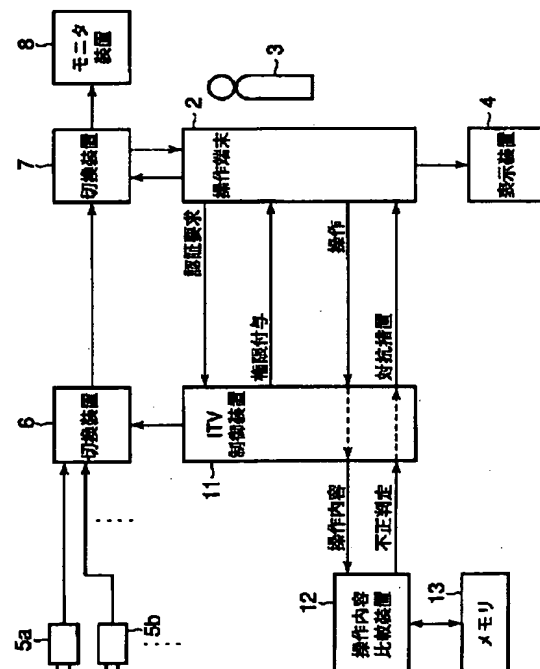 8
モニタ
装置
7
切換装置
3
2
操作端末
4
表示装置
認証要求
権限付与
操作
対抗措置
6
切換装置
ITV
制御装置
11
操作内容
不正判定
5a
5b
12
操作内容
比較装置
13
メモリ